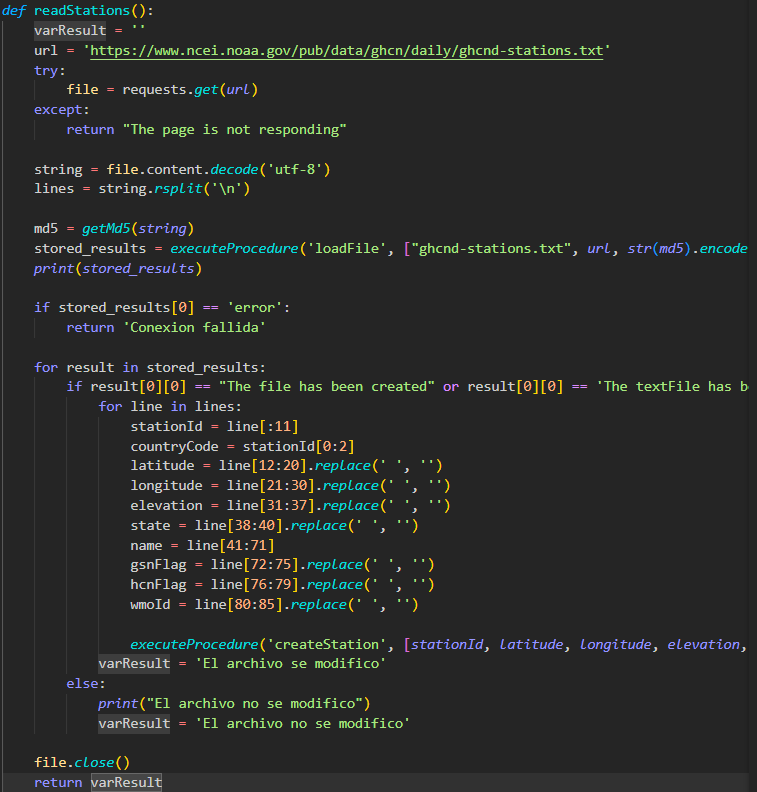 def readStations():
    varResult = ''
    url = 'https://www.ncei.noaa.gov/pub/data/ghcn/daily/ghcnd-stations.txt'
    try:
        file = requests.get(url)
    except:
        return "The page is not responding"
    string = file.content.decode('utf-8')
    lines = string.rsplit('\n')
    md5 = getMd5(string)
    stored_results = executeProcedure('loadFile', ["ghcnd-stations.txt", url, str(md5).encode
    print(stored_results)
    if stored_results[0] == 'error':
        return 'Conexion fallida'
    for result in stored_results:
        if result[0][0] == "The file has been created" or result[0][0] == 'The textFile has b
            for line in lines:
                stationId = line[:11]
                countryCode = stationId[0:2]
                latitude = line[12:20].replace(' ', '')
                longitude = line[21:30].replace(' ', '')
                elevation = line[31:37].replace(' ', '')
                state = line[38:40].replace(' ', '')
                name = line[41:71]
                gsnFlag = line[72:75].replace(' ', '')
                hcnFlag = line[76:79].replace(' ', '')
                wmoId = line[80:85].replace(' ', '')
                executeProcedure('createStation', [stationId, latitude, longitude, elevation,
            varResult = 'El archivo se modifico'
        else:
            print("El archivo no se modifico")
            varResult = 'El archivo no se modifico'
    file.close()
    return varResult